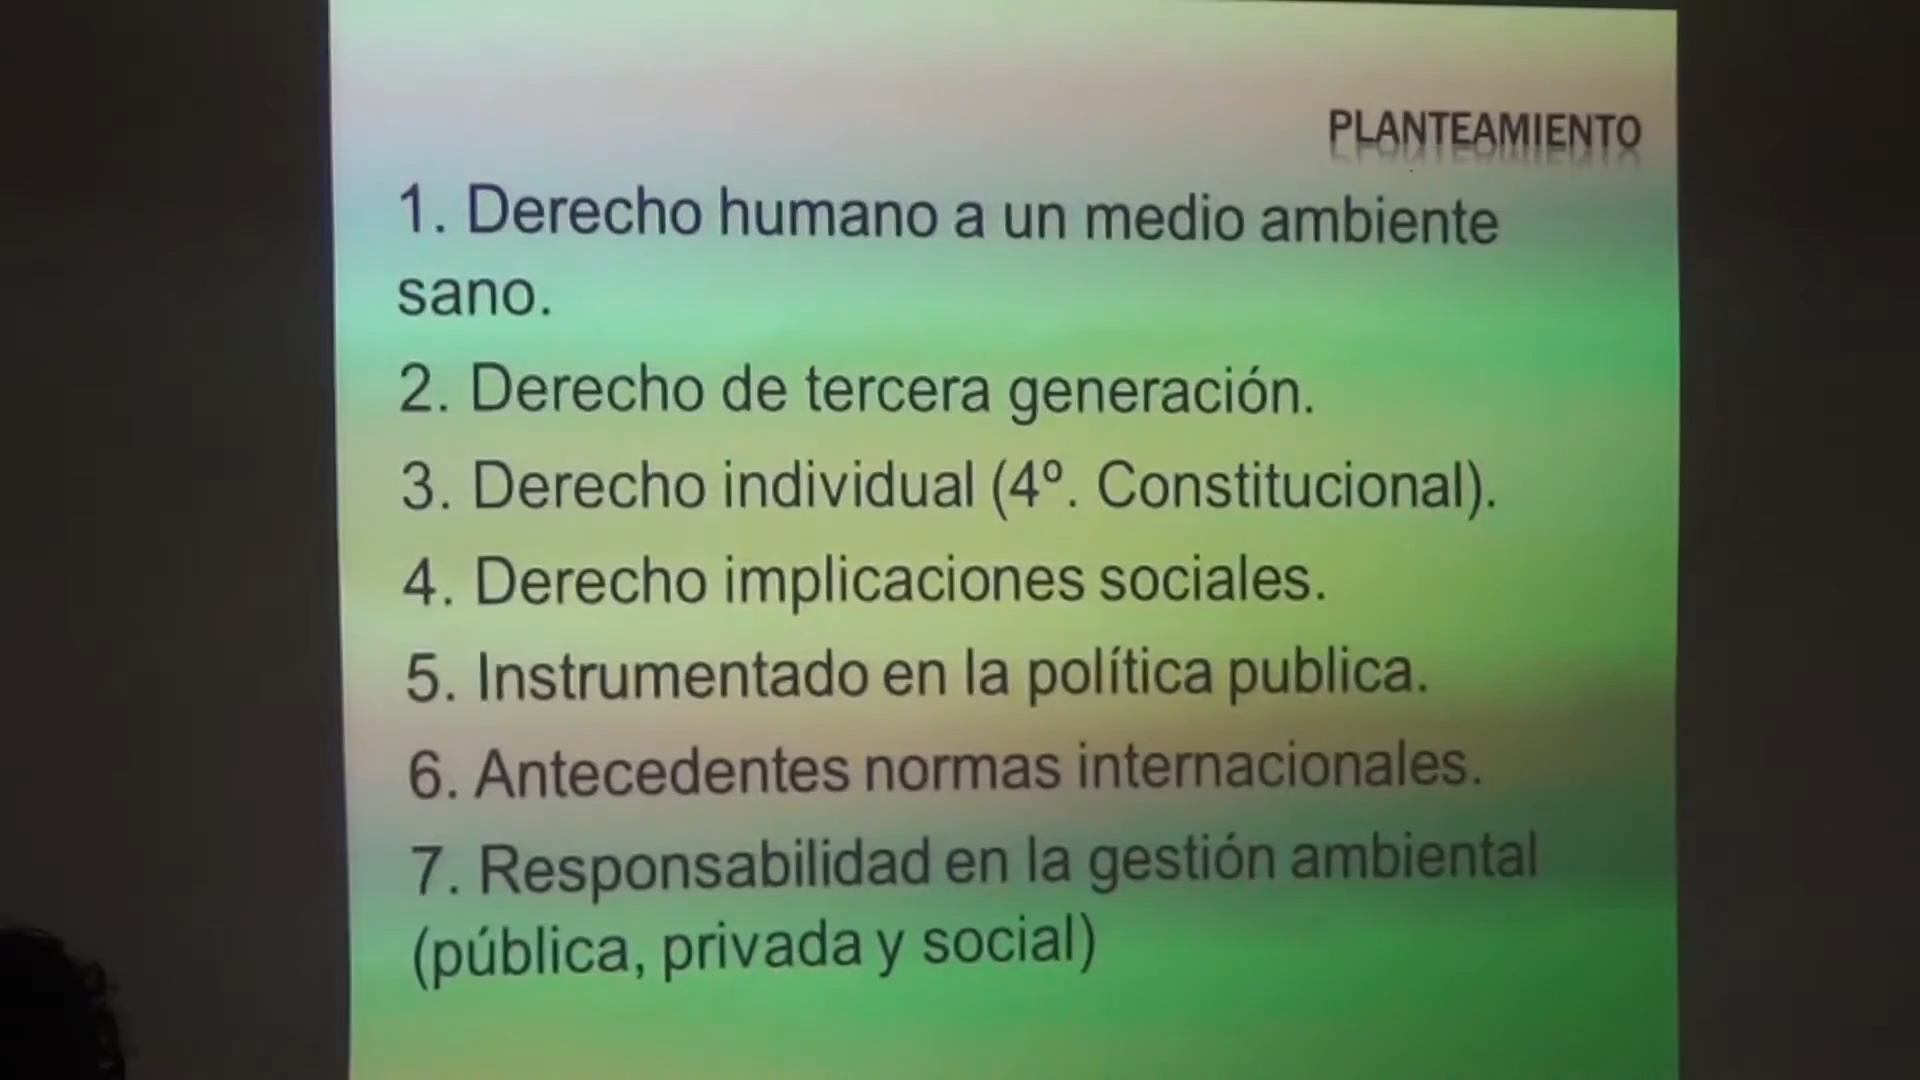 PLANTEAMIENTO
1. Derecho humano a un medio ambiente
sano.
2. Derecho de tercera generación.
3. Derecho individual (4º. Constitucional).
4. Derecho implicaciones sociales.
5. Instrumentado en la política publica.
6. Antecedentes normas internacionales.
7. Responsabilidad en la gestión ambiental
(pública, privada y social)